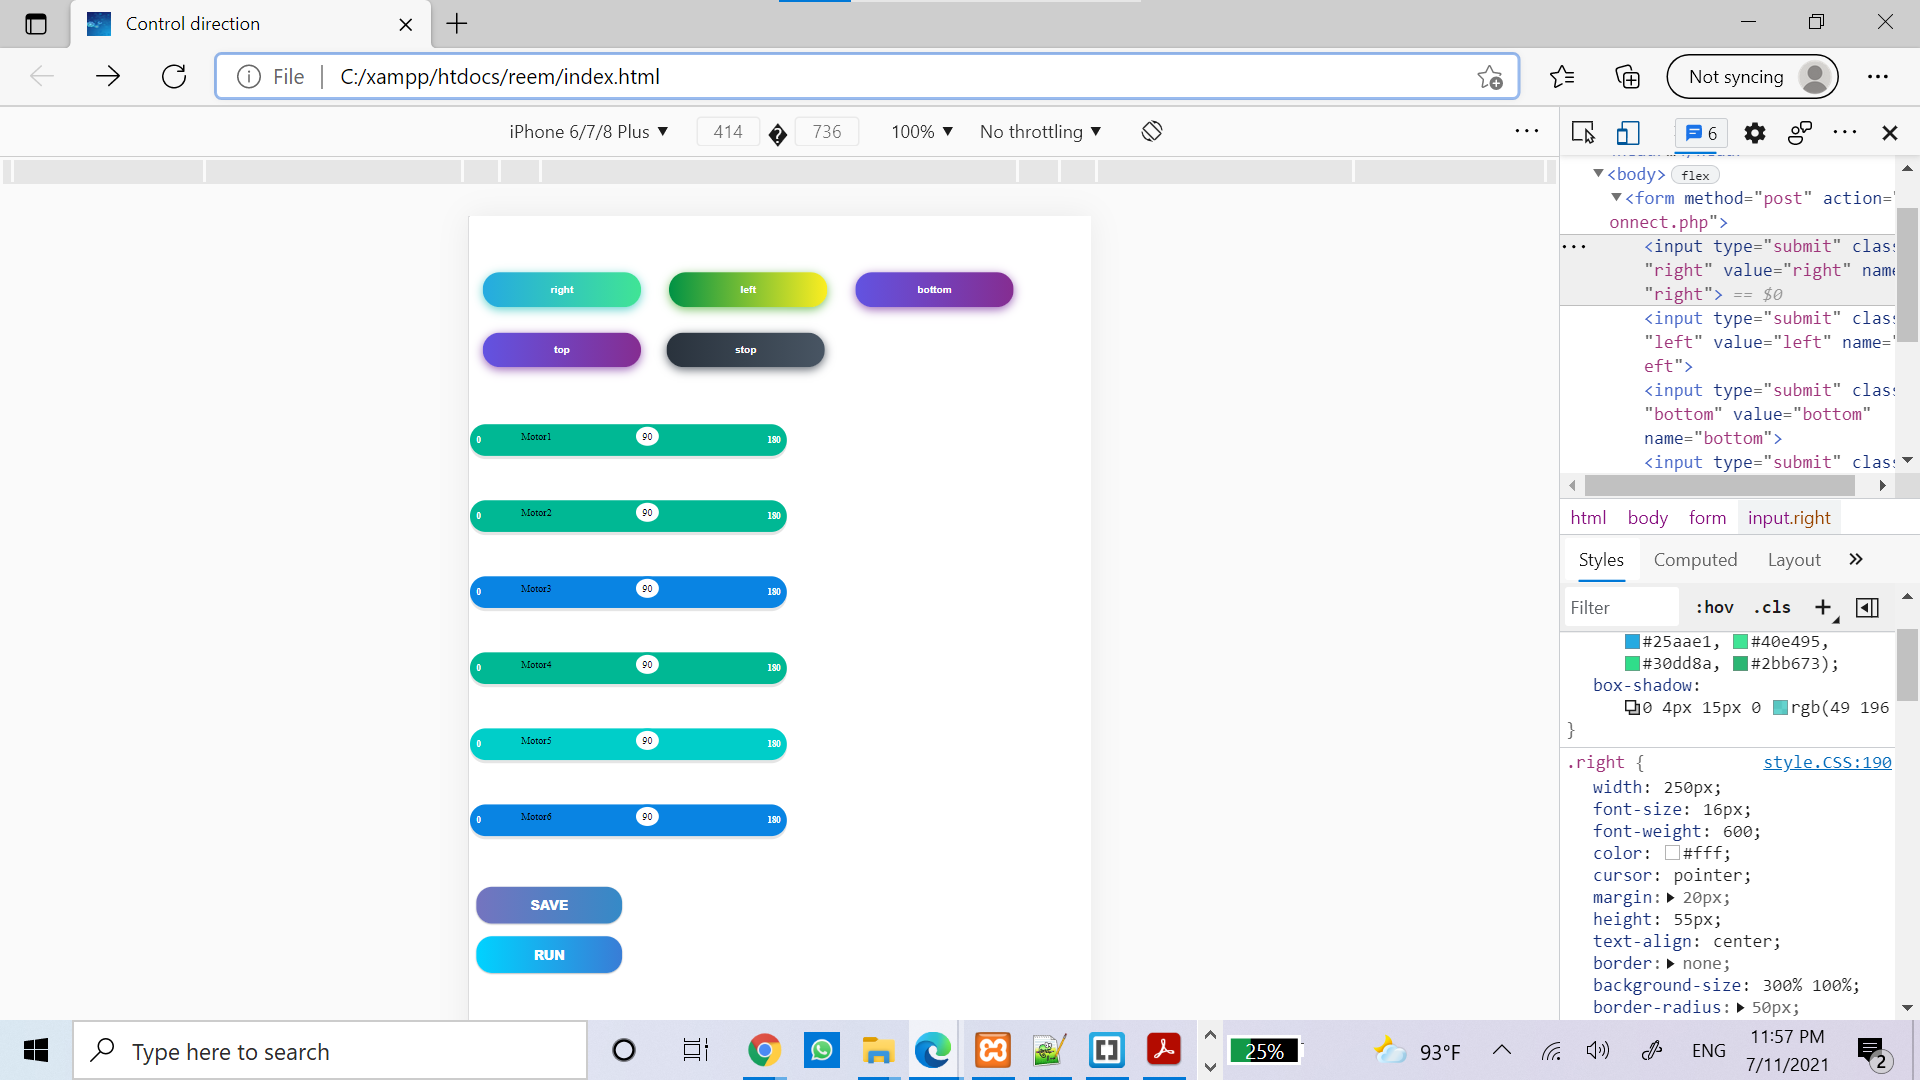 Control direction
File
C:/xampp/htdocs/reem/index.html
Not syncing
iPhone 6/7/8 Plus ▼ 414 736 100% ▼ No throttling ▼
6
<body> flex
<form method="post" action="
onnect.php">
<input type="submit" clas
"right" value="right" name
"right"> == $0
<input type="submit" clas
"left" value="left" name="
eft">
<input type="submit" clas
"bottom" value="bottom"
name="bottom">
<input type="submit" clas
html body form input.right
Styles Computed Layout »
Filter :hov .cls +
#25aae1, #40e495,
#30dd8a, #2bb673);
box-shadow:
0 4px 15px 0 rgb(49 196
}
.right { style.CSS:190
width: 250px;
font-size: 16px;
font-weight: 600;
color: #fff;
cursor: pointer;
margin: 20px;
height: 55px;
text-align: center;
border: none;
background-size: 300% 100%;
border-radius: 50px;
right left bottom
top stop
0 Motor1 90 180
0 Motor2 90 180
0 Motor3 90 180
0 Motor4 90 180
0 Motor5 90 180
0 Motor6 90 180
SAVE
RUN
Type here to search
25%
93°F
ENG
11:57 PM
7/11/2021
2